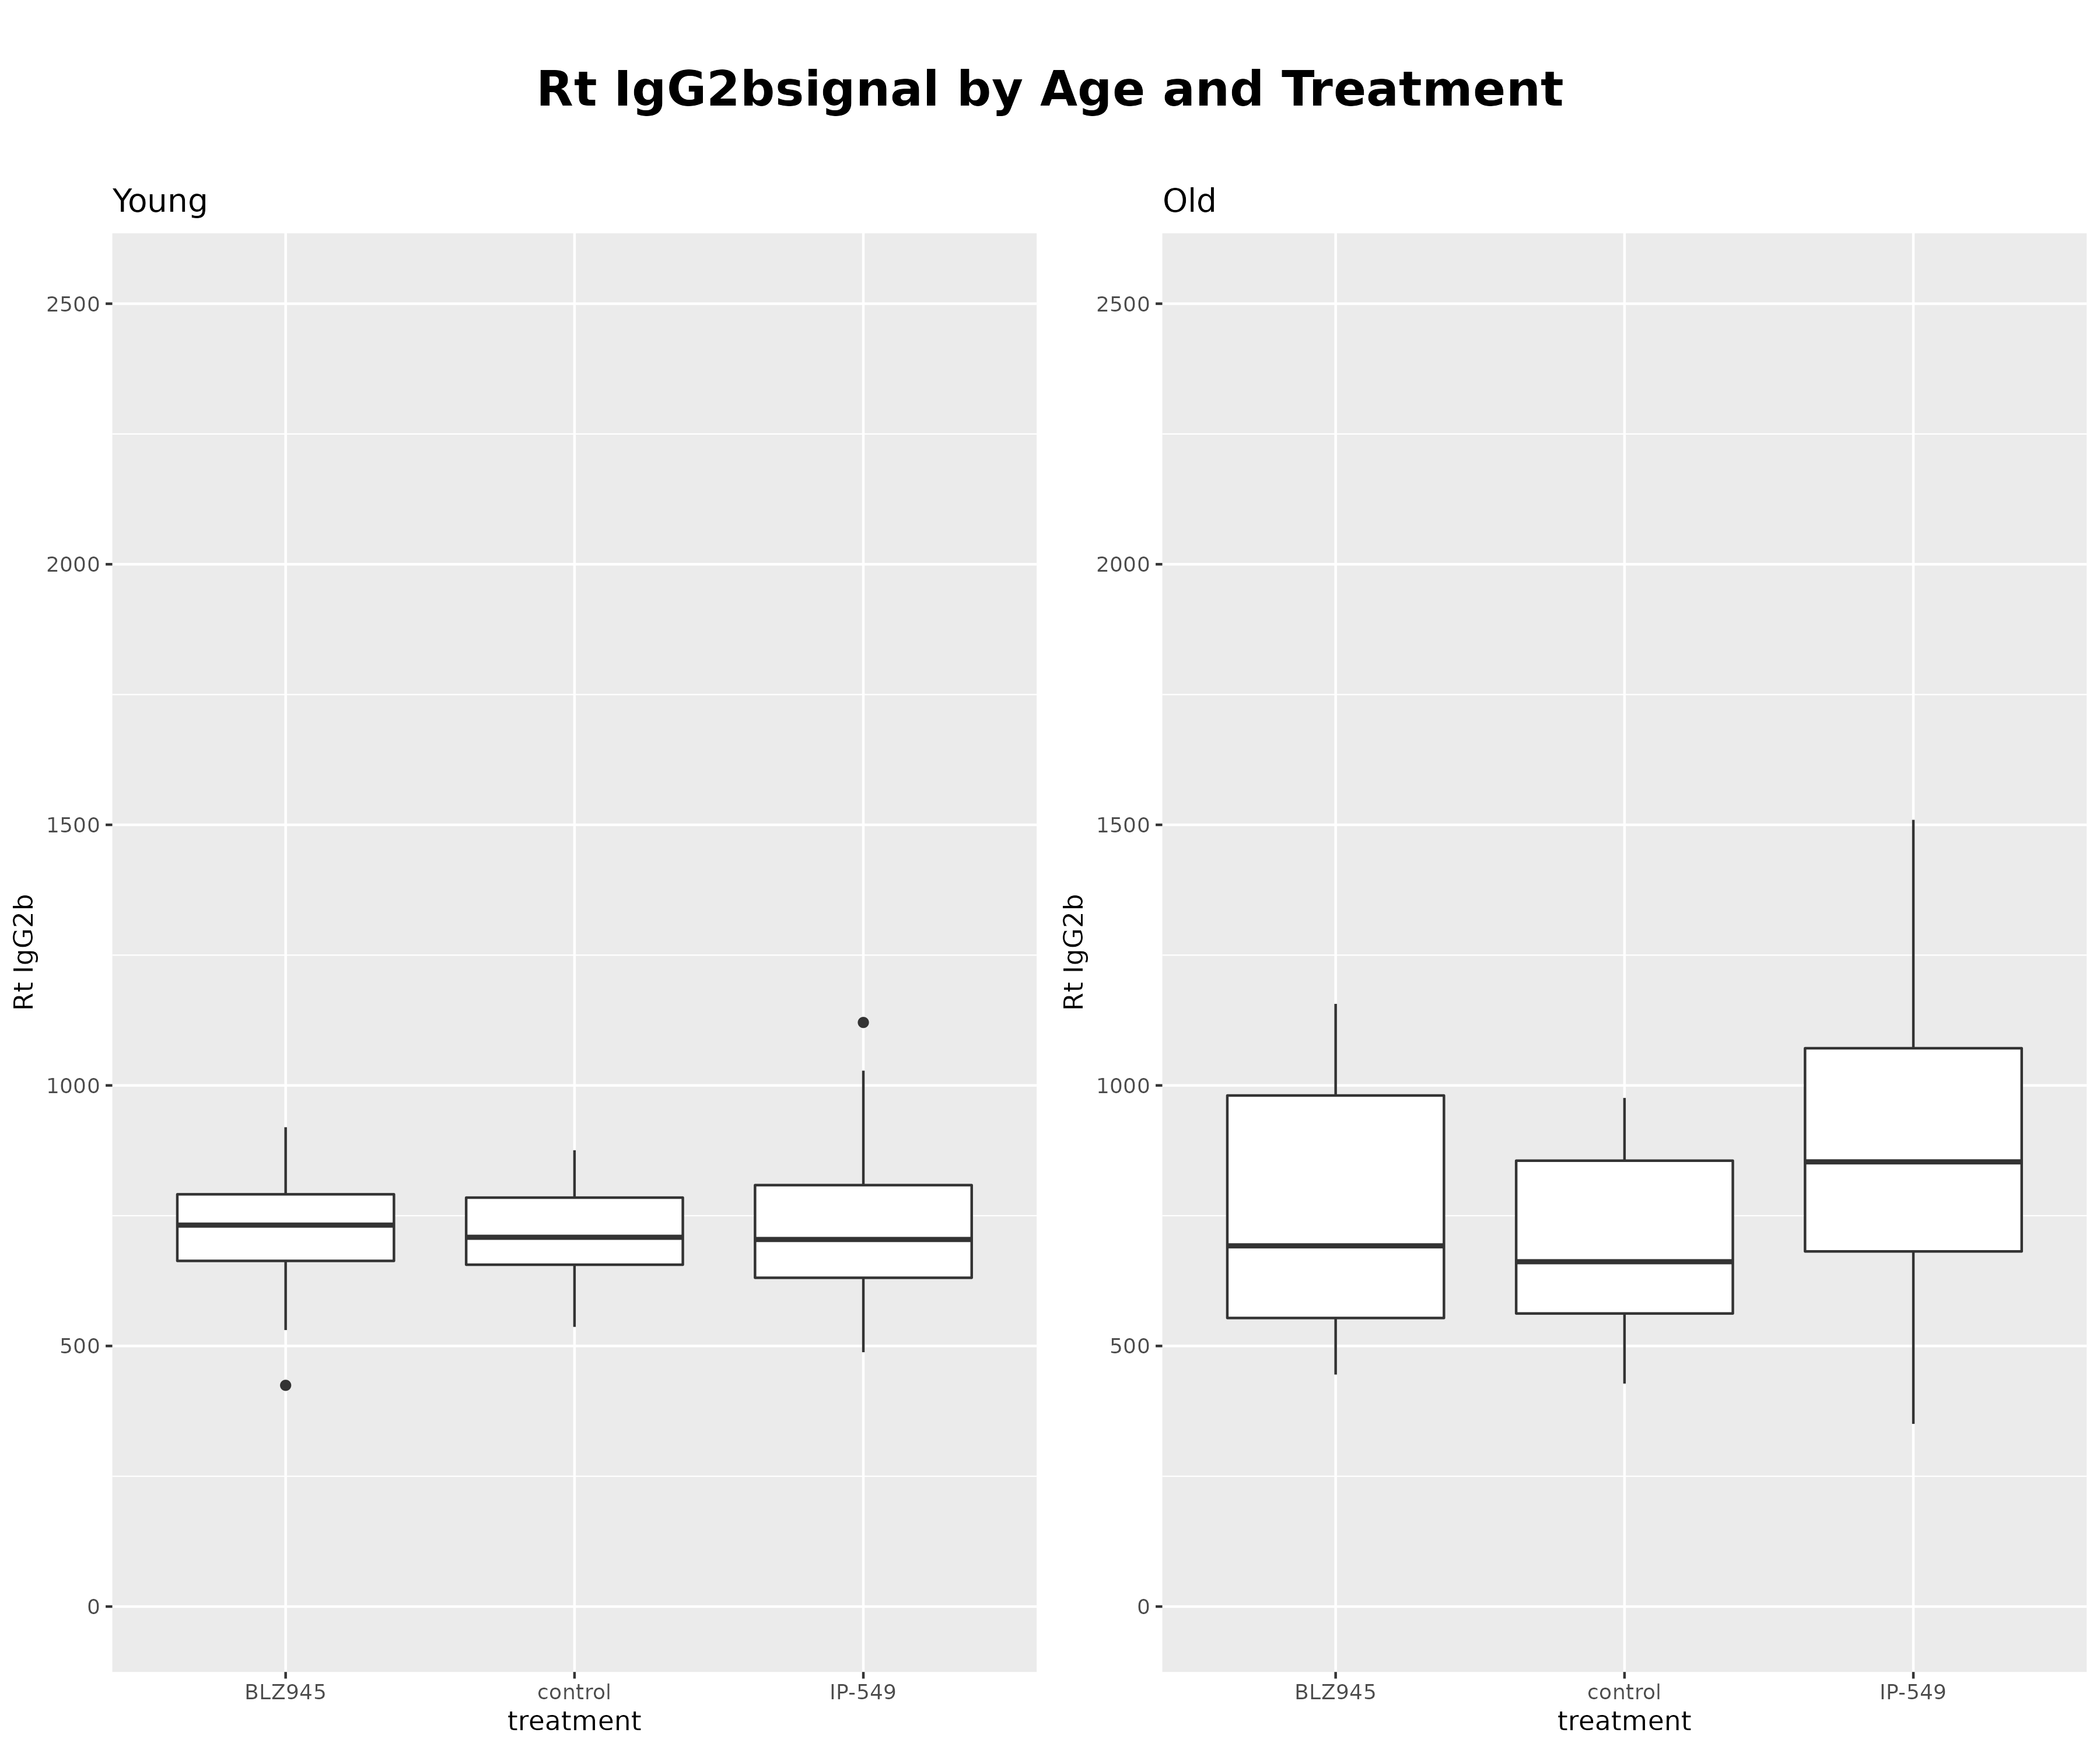 Rt IgG2bsignal by Age and Treatment
Young
2500
2000
1500
1000
500
0
Rt IgG2b
BLZ945 control IP-549
treatment
Old
2500
2000
1500
1000
500
0
Rt IgG2b
BLZ945 control IP-549
treatment